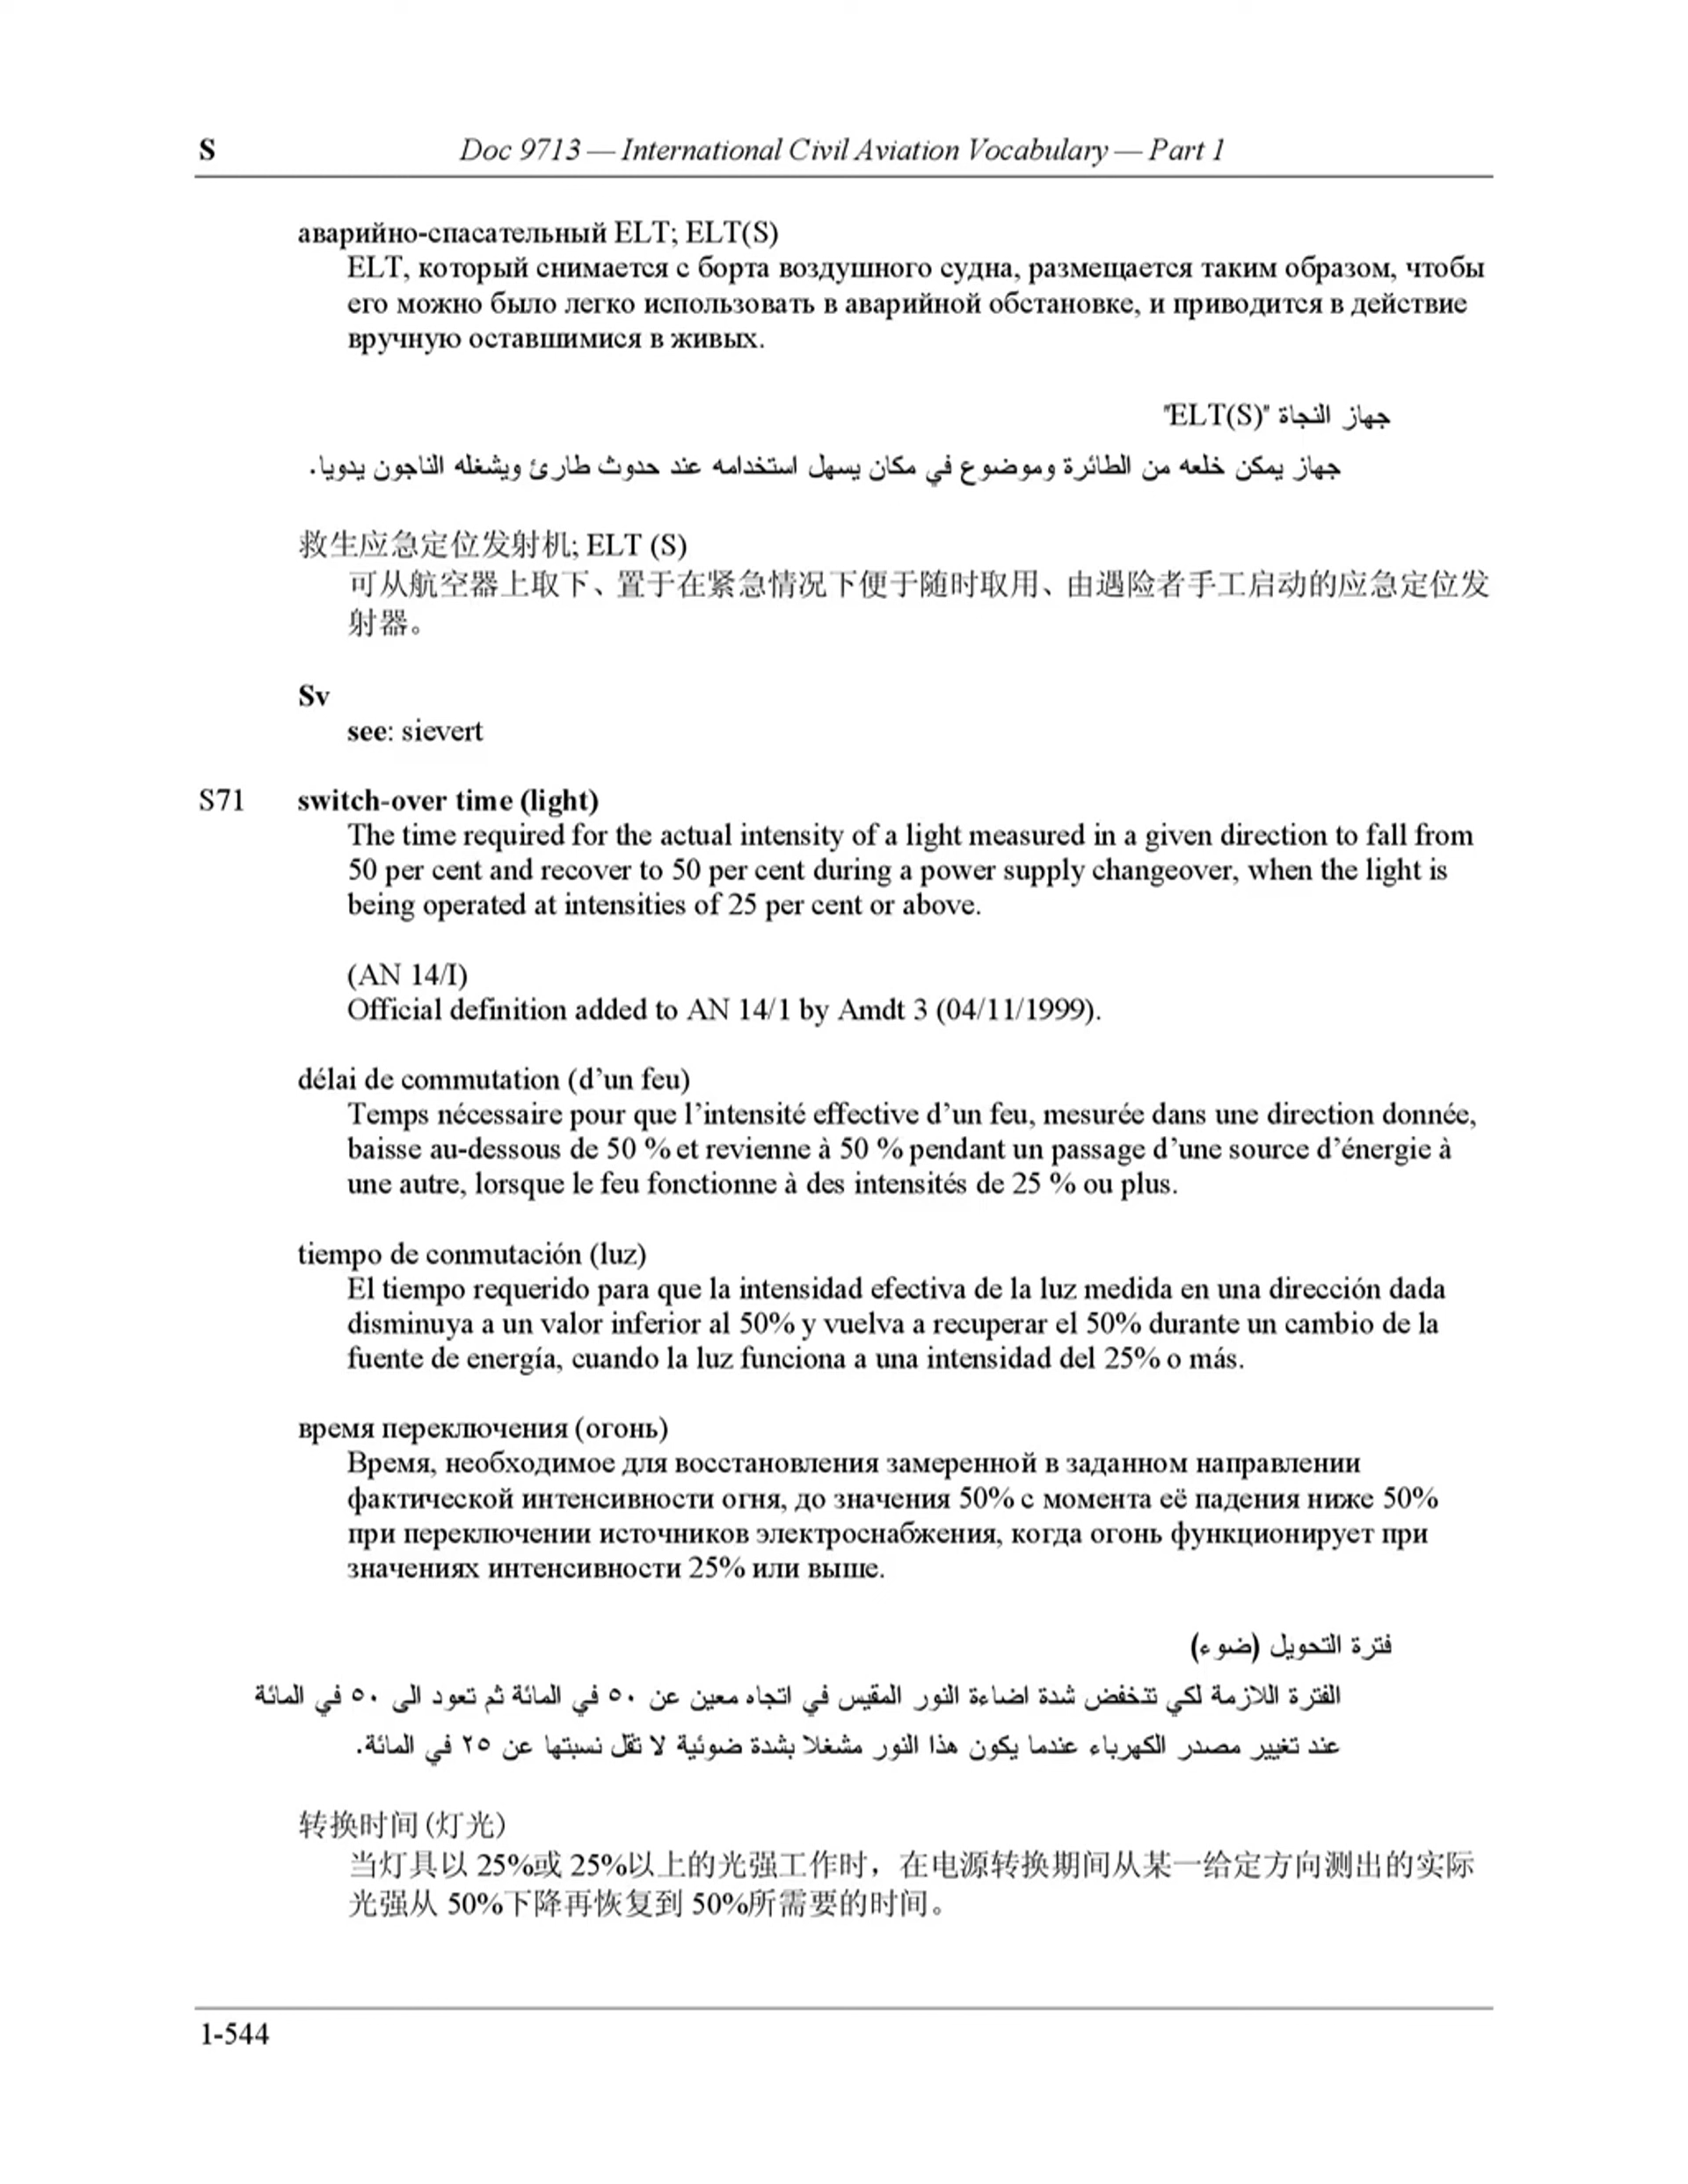 S Doc 9713 — International Civil Aviation Vocabulary — Part 1
аварийно-спасательный ELT; ELT(S)
ELT, который снимается с борта воздушного судна, размещается таким образом, чтобы
его можно было легко использовать в аварийной обстановке, и приводится в действие
вручную оставшимися в живых.
جهاز النجاة "ELT(S)"
جهاز يمكن خلعه من الطائرة وموضوع في مكان يسهل استخدامه عند حدوث طارئ ويشغله الناجون يدويا.
救生应急定位发射机; ELT (S)
可从航空器上取下、置于在紧急情况下便于随时取用、由遇险者手工启动的应急定位发
射器。
Sv
see: sievert
S71 switch-over time (light)
The time required for the actual intensity of a light measured in a given direction to fall from
50 per cent and recover to 50 per cent during a power supply changeover, when the light is
being operated at intensities of 25 per cent or above.
(AN 14/I)
Official definition added to AN 14/1 by Amdt 3 (04/11/1999).
délai de commutation (d’un feu)
Temps nécessaire pour que l’intensité effective d’un feu, mesurée dans une direction donnée,
baisse au-dessous de 50 % et revienne à 50 % pendant un passage d’une source d’énergie à
une autre, lorsque le feu fonctionne à des intensités de 25 % ou plus.
tiempo de conmutación (luz)
El tiempo requerido para que la intensidad efectiva de la luz medida en una dirección dada
disminuya a un valor inferior al 50% y vuelva a recuperar el 50% durante un cambio de la
fuente de energía, cuando la luz funciona a una intensidad del 25% o más.
время переключения (огонь)
Время, необходимое для восстановления замеренной в заданном направлении
фактической интенсивности огня, до значения 50% с момента её падения ниже 50%
при переключении источников электроснабжения, когда огонь функционирует при
значениях интенсивности 25% или выше.
فترة التحويل (ضوء)
الفترة اللازمة لكي تنخفض شدة اضاءة النور المقيس في اتجاه معين عن ٥٠ في المائة ثم تعود الى ٥٠ في المائة
عند تغيير مصدر الكهرباء عندما يكون هذا النور مشغلا بشدة ضوئية لا تقل نسبتها عن ٢٥ في المائة.
转换时间(灯光)
当灯具以 25%或 25%以上的光强工作时，在电源转换期间从某一给定方向测出的实际
光强从 50%下降再恢复到 50%所需要的时间。
1-544